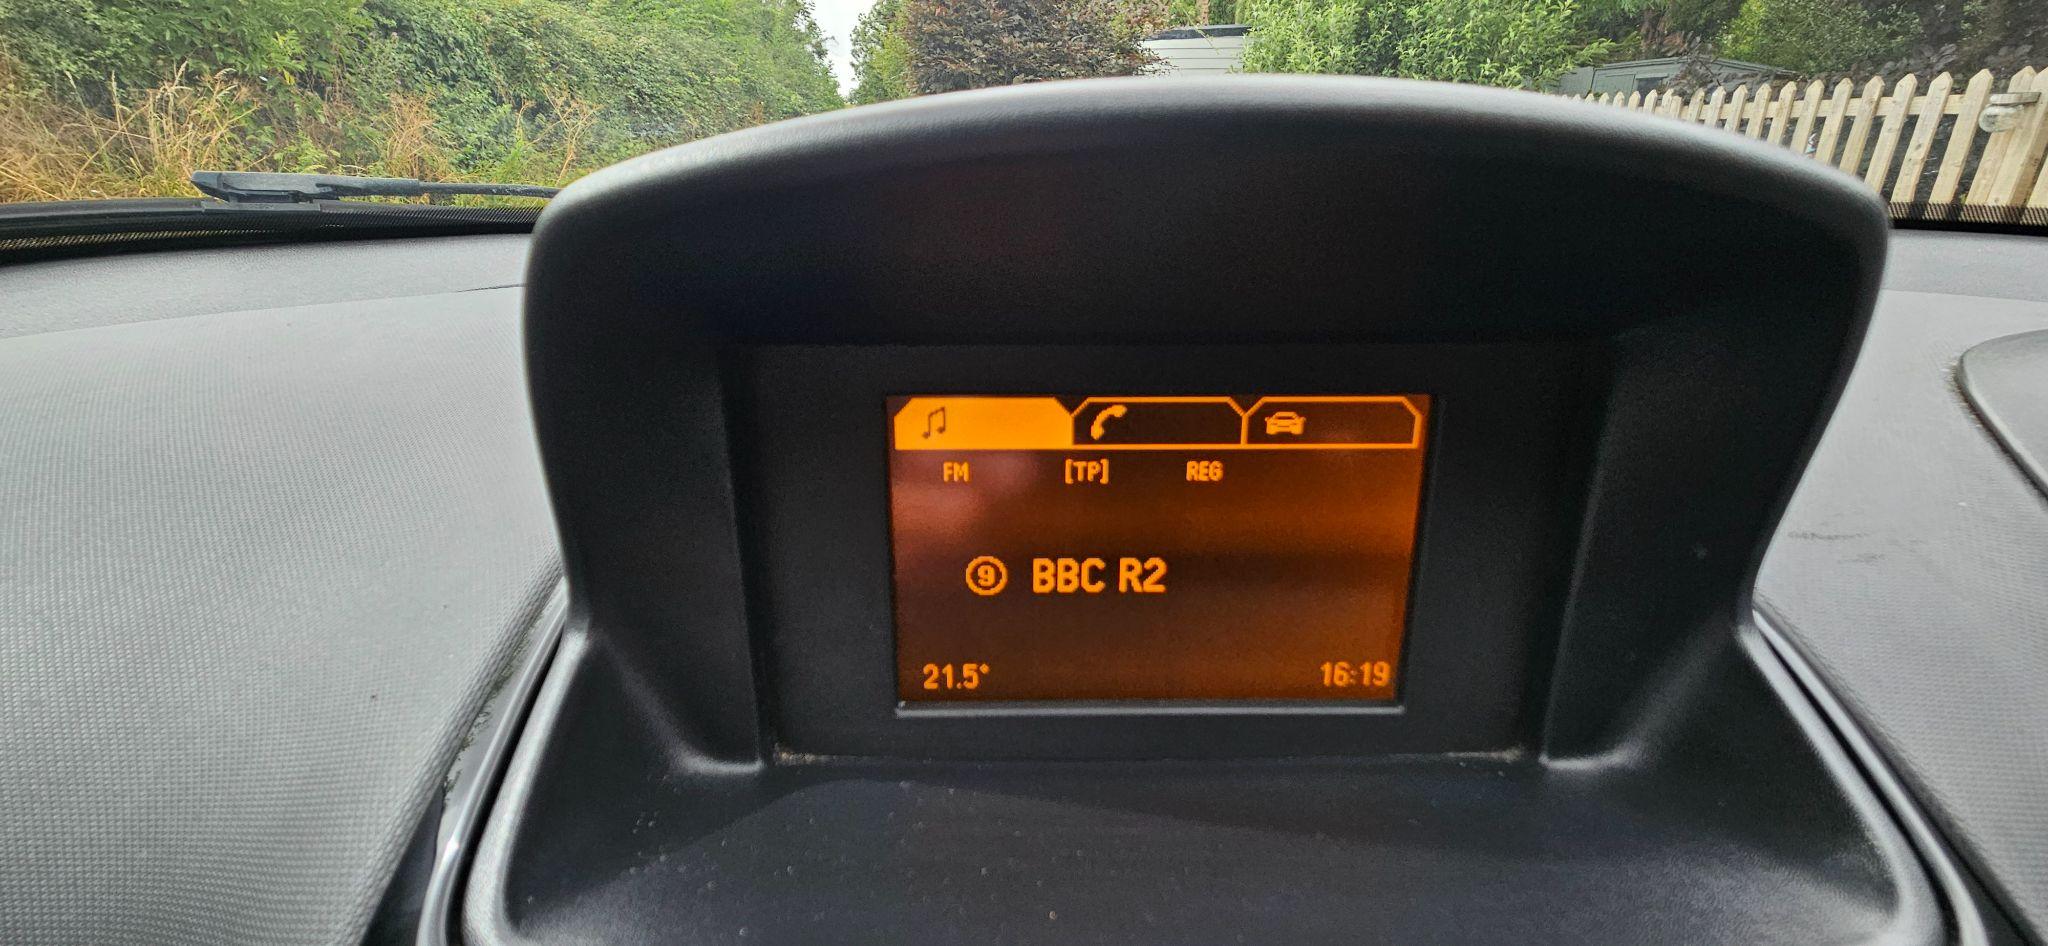 FM [TP] REG
9 BBC R2
21.5° 16:19